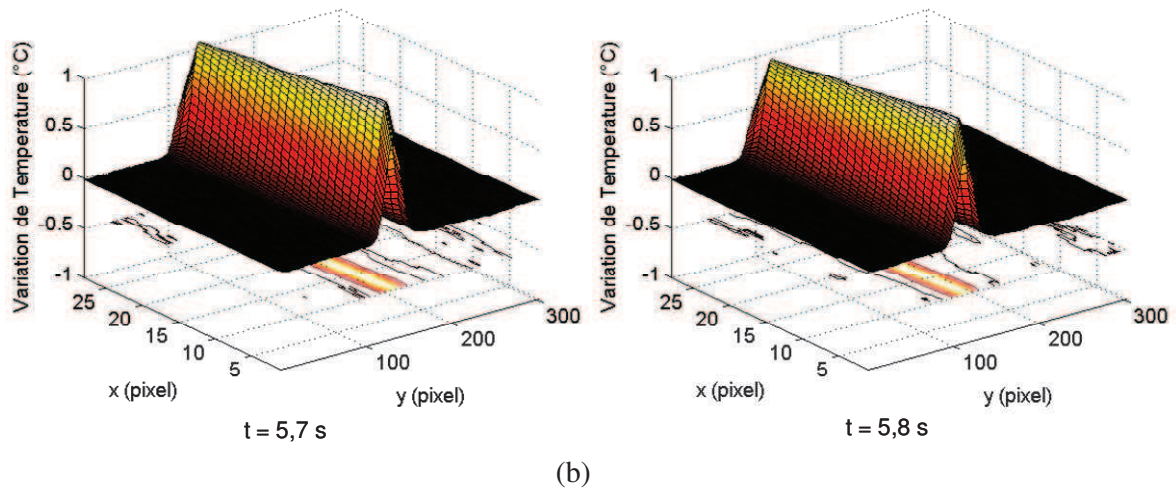 Variation de Temperature (°C)
1
0.5
0
-0.5
-1
25
20
15
10
5
x (pixel)
100
200
300
y (pixel)
t = 5,7 s
Variation de Temperature (°C)
1
0.5
0
-0.5
-1
25
20
15
10
5
x (pixel)
100
200
300
y (pixel)
t = 5,8 s
(b)